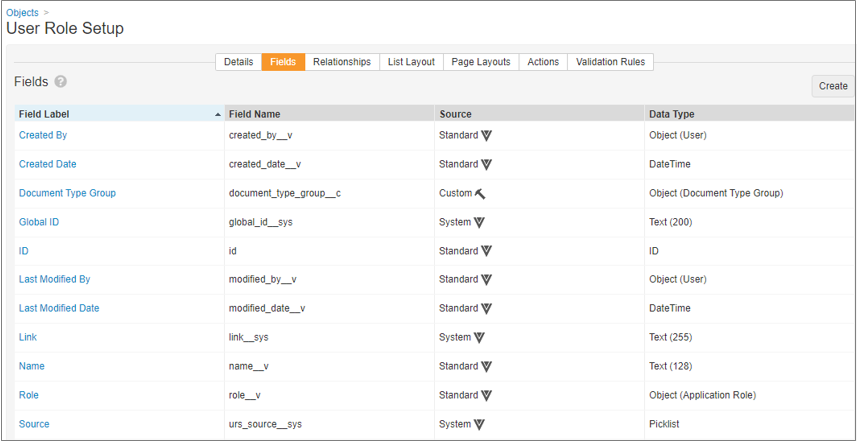 Objects >
User Role Setup
Details Fields Relationships List Layout Page Layouts Actions Validation Rules
Fields ?
Create
Field Label Field Name Source Data Type
Created By created_by__v Standard Object (User)
Created Date created_date__v Standard DateTime
Document Type Group document_type_group__c Custom Object (Document Type Group)
Global ID global_id__sys System Text (200)
ID id Standard ID
Last Modified By modified_by__v Standard Object (User)
Last Modified Date modified_date__v Standard DateTime
Link link__sys System Text (255)
Name name__v Standard Text (128)
Role role__v Standard Object (Application Role)
Source urs_source__sys System Picklist